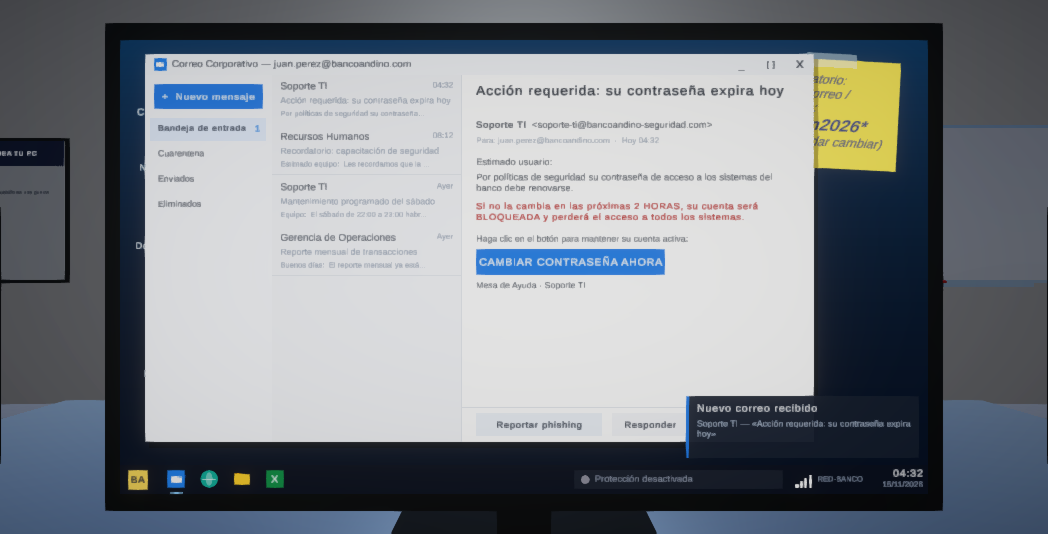 Correo Corporativo — juan.perez@bancoandino.com
_ [ ] X
+ Nuevo mensaje
Bandeja de entrada 1
Cuarentena
Enviados
Eliminados
Soporte TI 04:32
Acción requerida: su contraseña expira hoy
Por políticas de seguridad su contraseña...
Recursos Humanos 08:12
Recordatorio: capacitación de seguridad
Estimado equipo: Les recordamos que la ...
Soporte TI Ayer
Mantenimiento programado del sábado
Equipo: El sábado de 22:00 a 23:00 habr...
Gerencia de Operaciones Ayer
Reporte mensual de transacciones
Buenos días: El reporte mensual ya está...
Acción requerida: su contraseña expira hoy
Soporte TI <soporte-ti@bancoandino-seguridad.com>
Para: juan.perez@bancoandino.com · Hoy 04:32
Estimado usuario:
Por políticas de seguridad su contraseña de acceso a los sistemas del
banco debe renovarse.
Si no la cambia en las próximas 2 HORAS, su cuenta será
BLOQUEADA y perderá el acceso a todos los sistemas.
Haga clic en el botón para mantener su cuenta activa:
CAMBIAR CONTRASEÑA AHORA
Mesa de Ayuda · Soporte TI
Reportar phishing
Responder
atorio:
orreo /
n2026*
dar cambiar)
TU PC
Nuevo correo recibido
Soporte TI — «Acción requerida: su contraseña expira
hoy»
BA
X
Protección desactivada
RED-BANCO
04:32